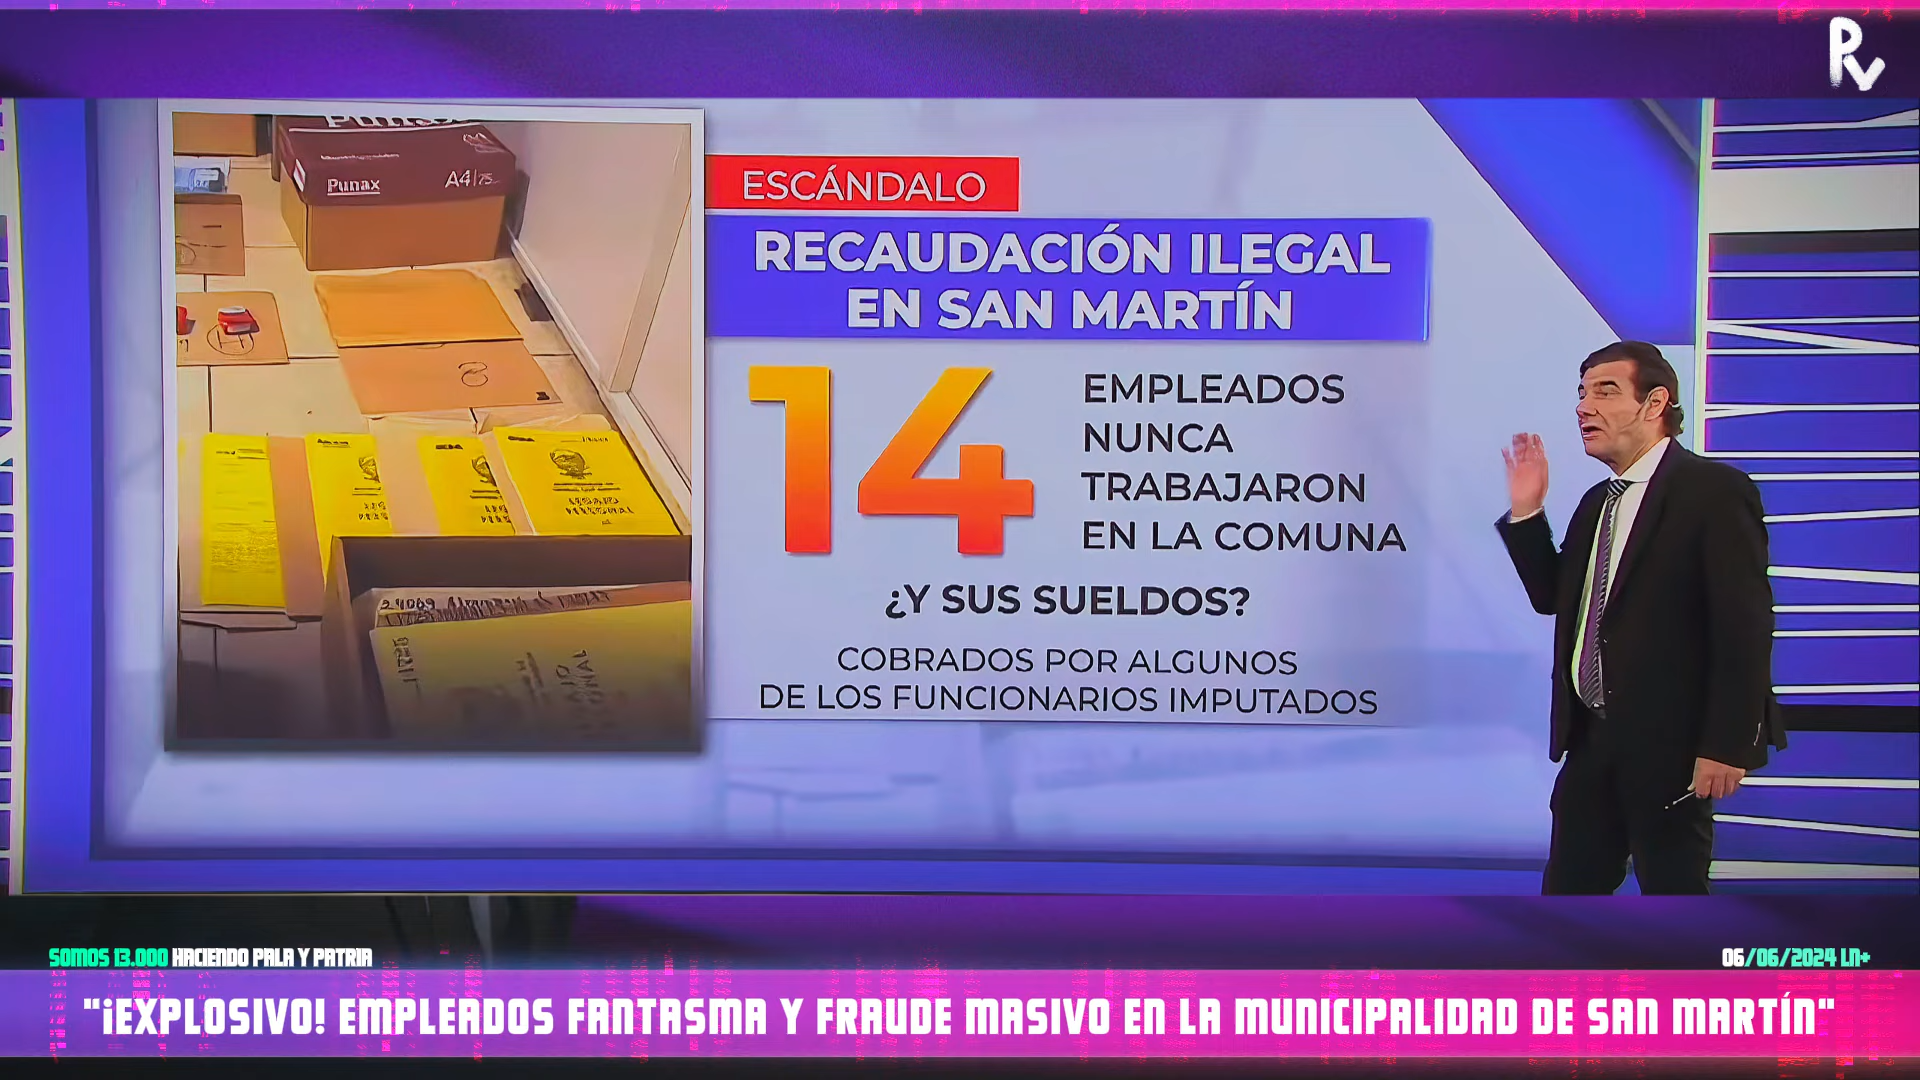 PV
Punax
A4
ESCÁNDALO
RECAUDACIÓN ILEGAL
EN SAN MARTÍN
14
EMPLEADOS
NUNCA
TRABAJARON
EN LA COMUNA
¿Y SUS SUELDOS?
COBRADOS POR ALGUNOS
DE LOS FUNCIONARIOS IMPUTADOS
SOMOS 13.000 HACIENDO PALA Y PATRIA
06/06/2024 LN+
"¡EXPLOSIVO! EMPLEADOS FANTASMA Y FRAUDE MASIVO EN LA MUNICIPALIDAD DE SAN MARTÍN"